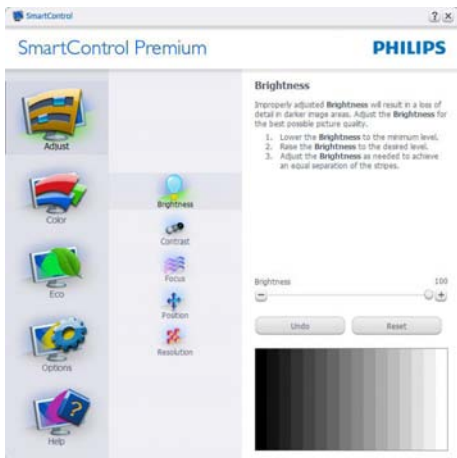 SmartControl
SmartControl Premium
PHILIPS
Adjust
Color
Eco
Options
Help
Brightness
Contrast
Focus
Position
Resolution
Brightness
Improperly adjusted Brightness will result in a loss of
detail in darker image areas. Adjust the Brightness for
the best possible picture quality.
1. Lower the Brightness to the minimum level.
2. Raise the Brightness to the desired level.
3. Adjust the Brightness as needed to achieve
an equal separation of the stripes.
Brightness 100
Undo Reset